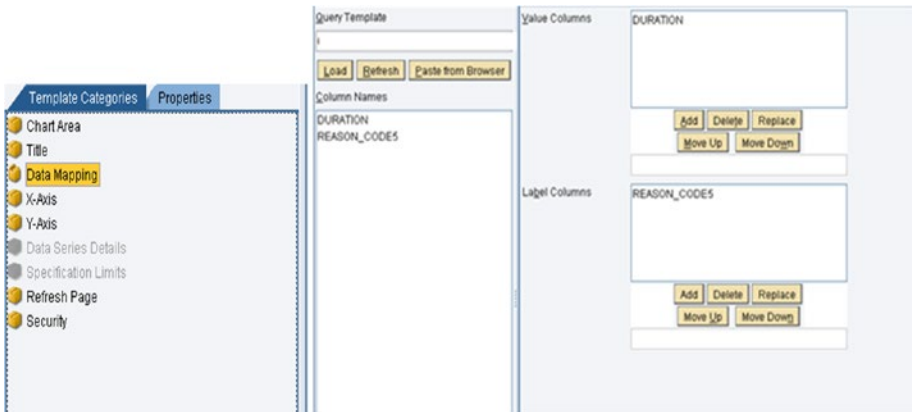 Template Categories
Properties
Chart Area
Title
Data Mapping
X-Axis
Y-Axis
Data Series Details
Specification Limits
Refresh Page
Security
Query Template
Load
Refresh
Paste from Browser
Column Names
DURATION
REASON_CODE5
Value Columns
DURATION
Add
Delete
Replace
Move Up
Move Down
Label Columns
REASON_CODE5
Add
Delete
Replace
Move Up
Move Down